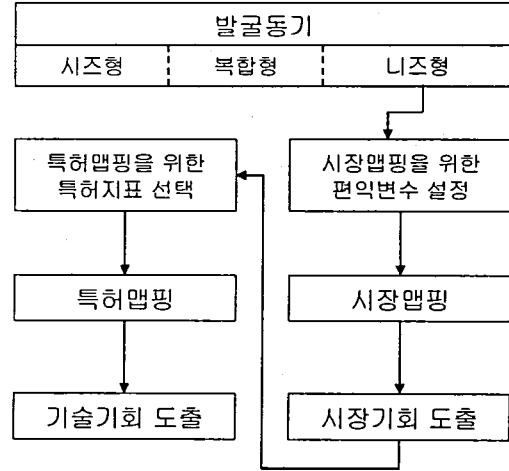 발굴동기
시즈형
복합형
니즈형
특허맵핑을 위한
특허지표 선택
시장맵핑을 위한
편익변수 설정
특허맵핑
시장맵핑
기술기회 도출
시장기회 도출